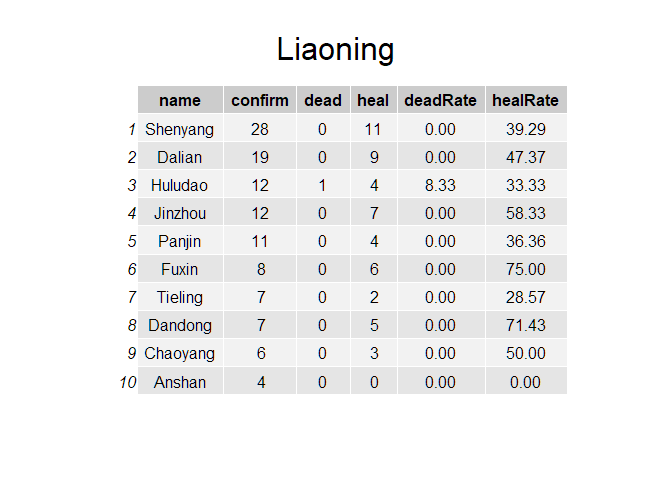 Liaoning
name confirm dead heal deadRate healRate
1 Shenyang 28 0 11 0.00 39.29
2 Dalian 19 0 9 0.00 47.37
3 Huludao 12 1 4 8.33 33.33
4 Jinzhou 12 0 7 0.00 58.33
5 Panjin 11 0 4 0.00 36.36
6 Fuxin 8 0 6 0.00 75.00
7 Tieling 7 0 2 0.00 28.57
8 Dandong 7 0 5 0.00 71.43
9 Chaoyang 6 0 3 0.00 50.00
10 Anshan 4 0 0 0.00 0.00